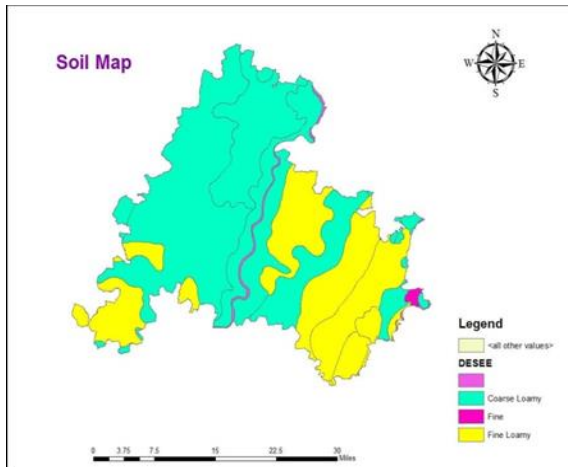 Soil Map
N
W E
S
Legend
<all other values>
DESEE
Coarse Loamy
Fine
Fine Loamy
0 3.75 7.5 15 22.5 30
Miles